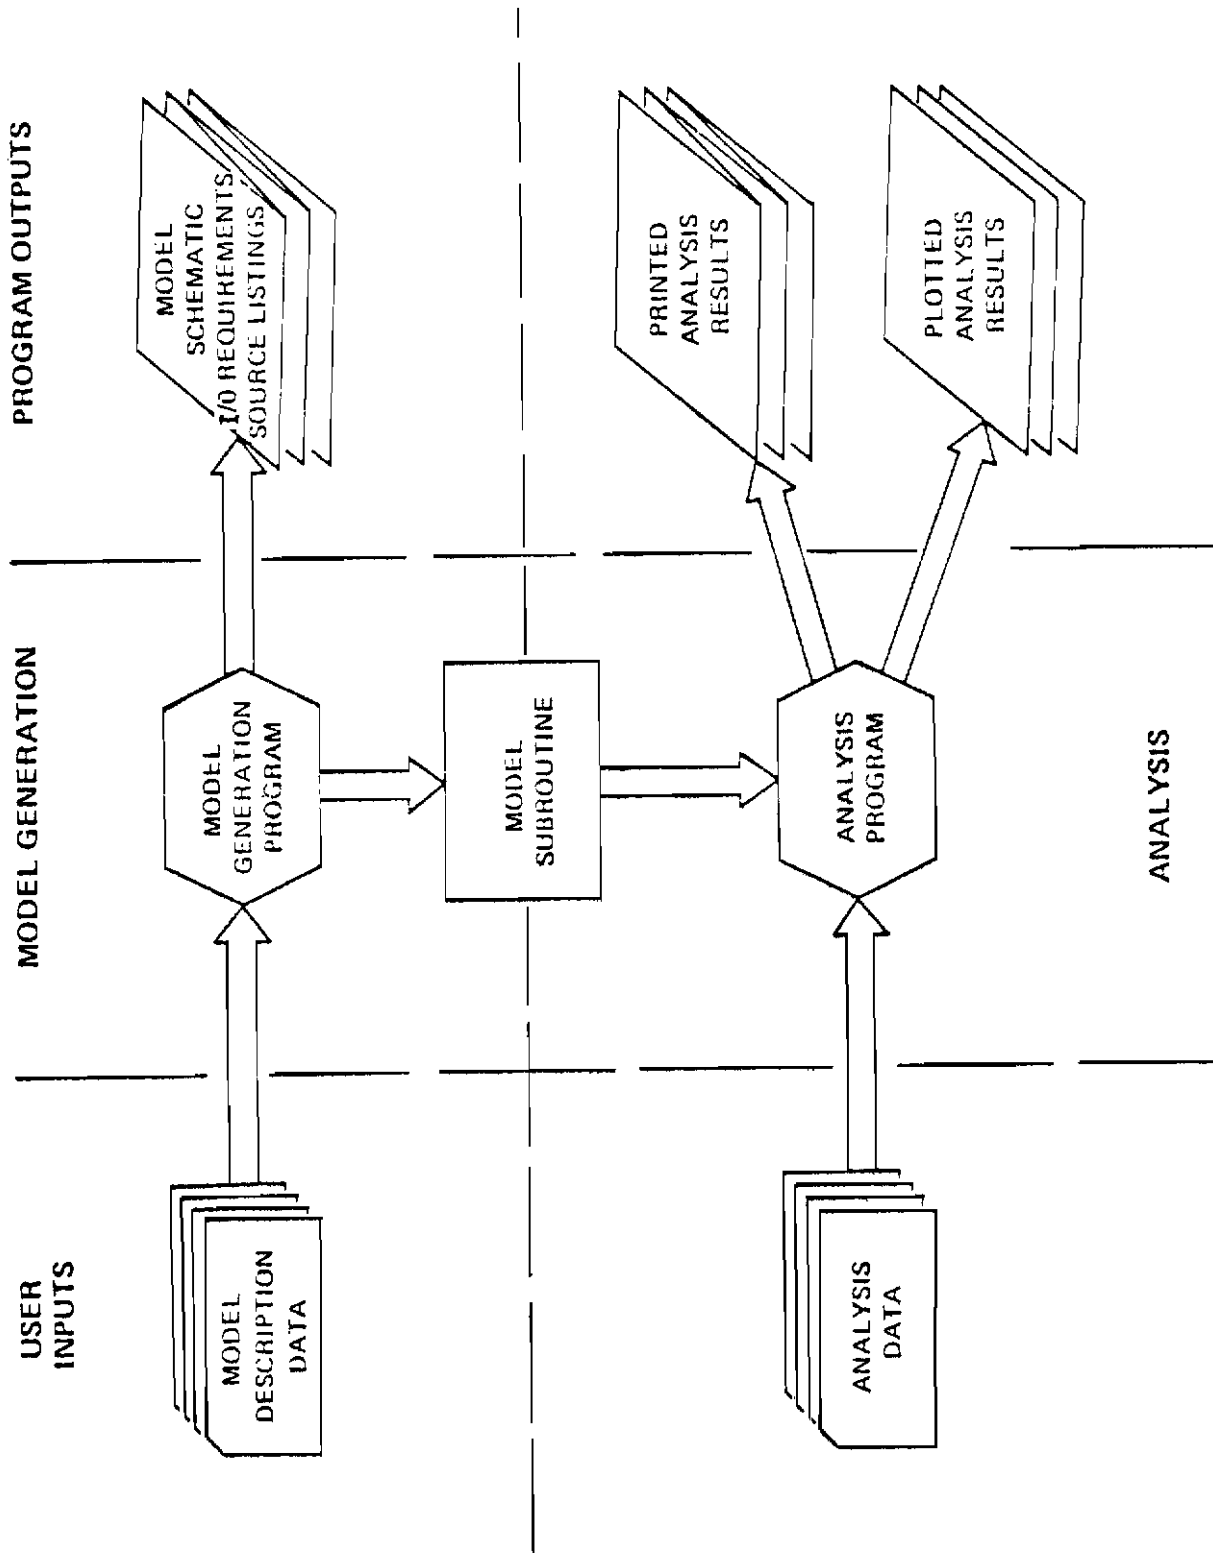 USER
INPUTS
MODEL GENERATION
PROGRAM OUTPUTS
MODEL
DESCRIPTION
DATA
MODEL
GENERATION
PROGRAM
MODEL
SCHEMATIC
I/O REQUIREMENTS
SOURCE LISTINGS
MODEL
SUBROUTINE
ANALYSIS
DATA
ANALYSIS
PROGRAM
PRINTED
ANALYSIS
RESULTS
PLOTTED
ANALYSIS
RESULTS
ANALYSIS